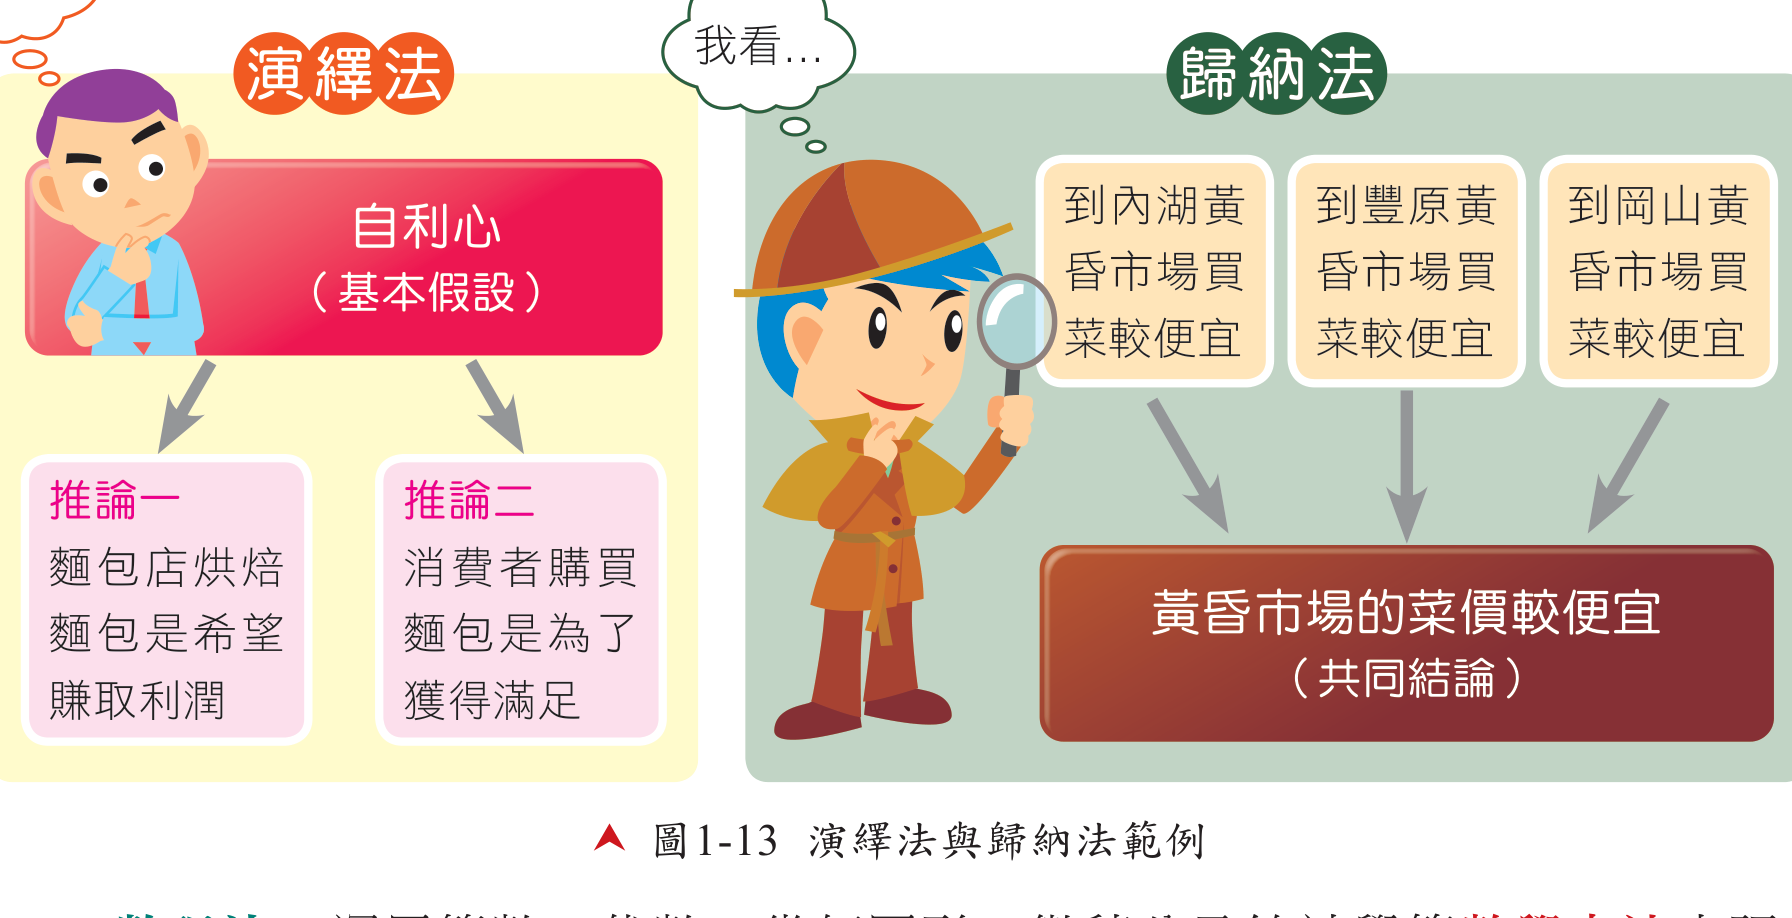 演繹法
自利心
（基本假設）
推論一
麵包店烘焙
麵包是希望
賺取利潤
推論二
消費者購買
麵包是為了
獲得滿足
我看...
歸納法
到內湖黃
昏市場買
菜較便宜
到豐原黃
昏市場買
菜較便宜
到岡山黃
昏市場買
菜較便宜
黃昏市場的菜價較便宜
（共同結論）
圖1-13 演繹法與歸納法範例